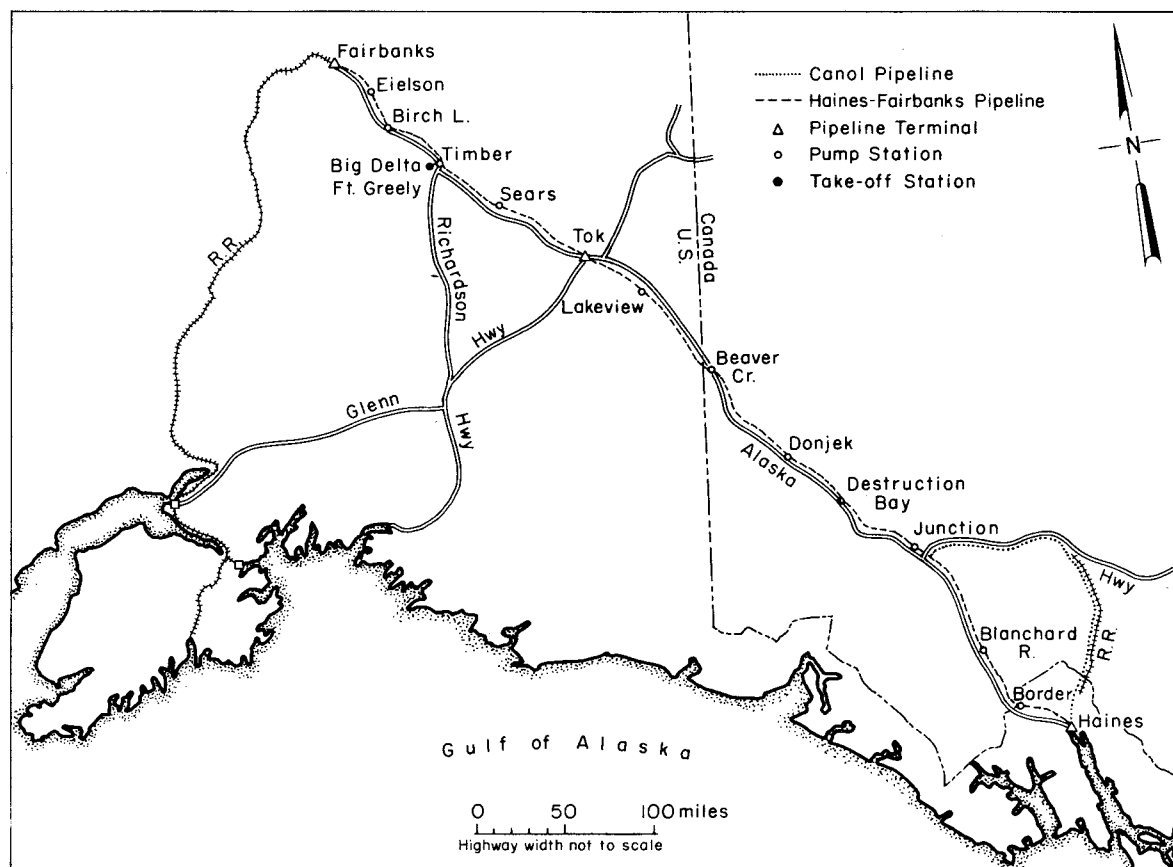 Fairbanks
Eielson
Birch L.
Timber
Big Delta
Ft. Greely
Sears
Tok
Lakeview
R.R.
Richardson
Hwy
Glenn
Hwy
Canada
U.S.
Canol Pipeline
Haines-Fairbanks Pipeline
Pipeline Terminal
Pump Station
Take-off Station
N
Beaver
Cr.
Donjek
Alaska
Destruction
Bay
Junction
Hwy
R.R.
Blanchard
R.
Border
Haines
Gulf of Alaska
0 50 100 miles
Highway width not to scale